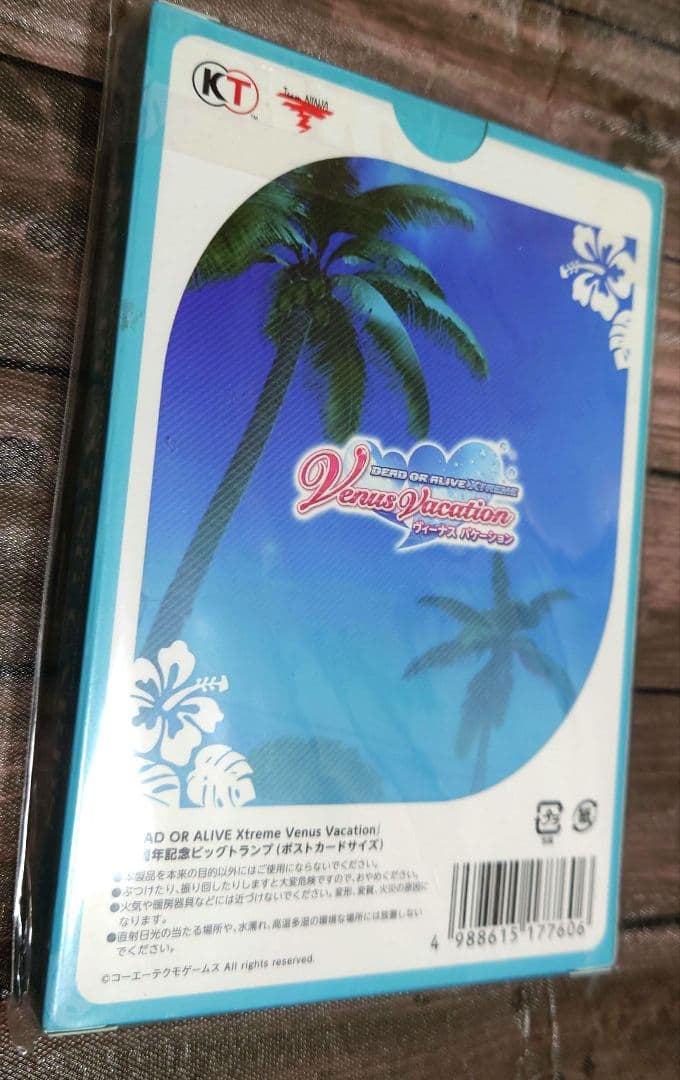 KT
TM
Team NINJA
DEAD OR ALIVE XTREME
Venus Vacation
ヴィーナス バケーション
AD OR ALIVE Xtreme Venus Vacation」
年記念ビッグトランプ(ポストカードサイズ)
●本製品を本来の目的以外にはご使用にならないでください。
●ぶつけたり、振り回したりしますと大変危険ですので、おやめください。
●火気や暖房器具などには近づけないでください。変形、変質、火災の原因に
なります。
●直射日光の当たる場所や、水濡れ、高温多湿の環境な場所には放置しない
でください。
©コーエーテクモゲームス All rights reserved.
プラ
紙
4 988615 177606